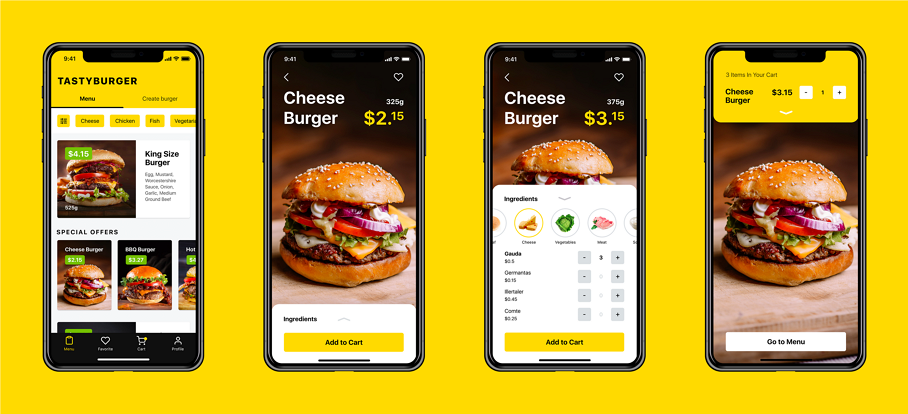 9:41
TASTYBURGER
Menu
Create burger
Cheese
Chicken
Fish
$4.15
525g
King Size
Burger
Egg, Mustard,
Worcestershire
Sauce, Onion,
Garlic, Medium
Ground Beef
SPECIAL OFFERS
Cheese Burger
$2.15
BBQ Burger
$3.27
Hot
Menu
Favorite
Cart
Profile
9:41
Cheese
Burger
325g
$2.15
Ingredients
Add to Cart
9:41
Cheese
Burger
375g
$3.15
Ingredients
Cheese
Vegetables
Meat
Gauda
$0.5
- 3 +
Germantas
$0.15
- 0 +
Illertaler
$0.45
- 0 +
Comte
$0.25
- 0 +
Add to Cart
3 Items In Your Cart
Cheese
Burger
$3.15
- 1 +
Go to Menu